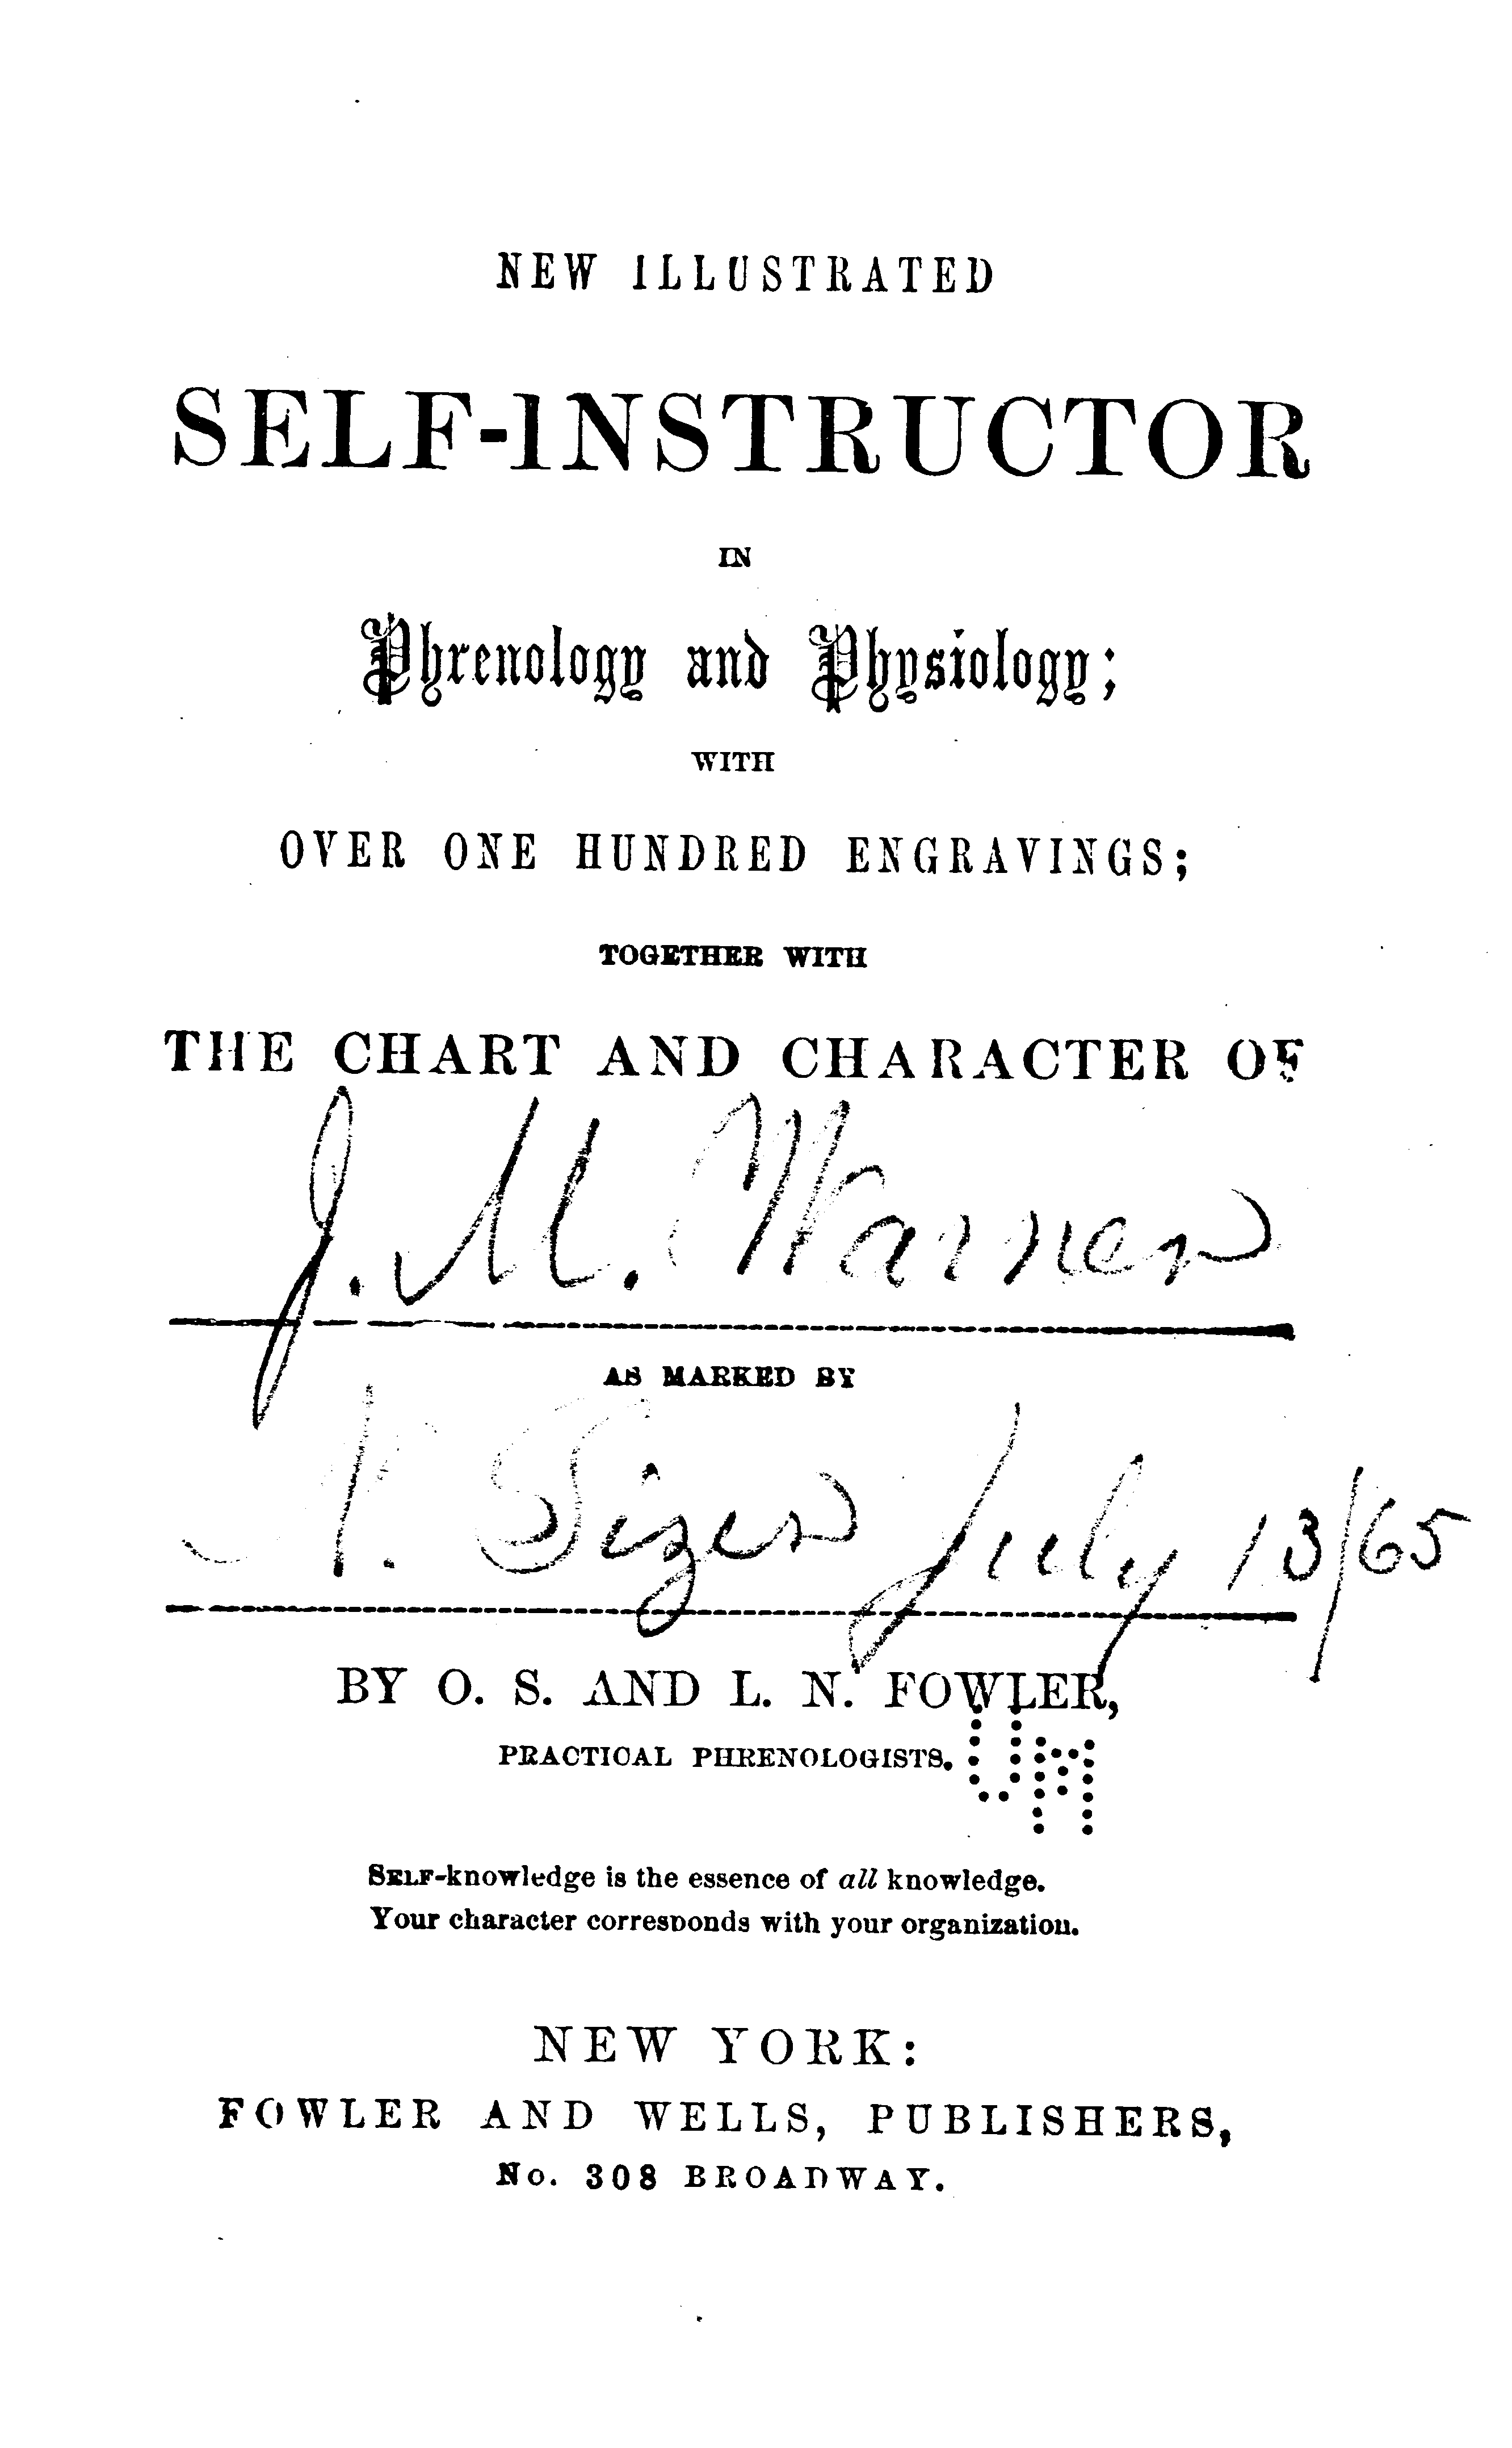 NEW ILLUSTRATED
SELF-INSTRUCTOR
IN
Phrenology and Physiology;
WITH
OVER ONE HUNDRED ENGRAVINGS;
TOGETHER WITH
THE CHART AND CHARACTER OF
J. M. Warner
AS MARKED BY
N. Sizer July 13/65
BY O. S. AND L. N. FOWLER,
PRACTICAL PHRENOLOGISTS.
UM
SELF-knowledge is the essence of all knowledge.
Your character corresponds with your organization.
NEW YORK:
FOWLER AND WELLS, PUBLISHERS,
No. 308 BROADWAY.